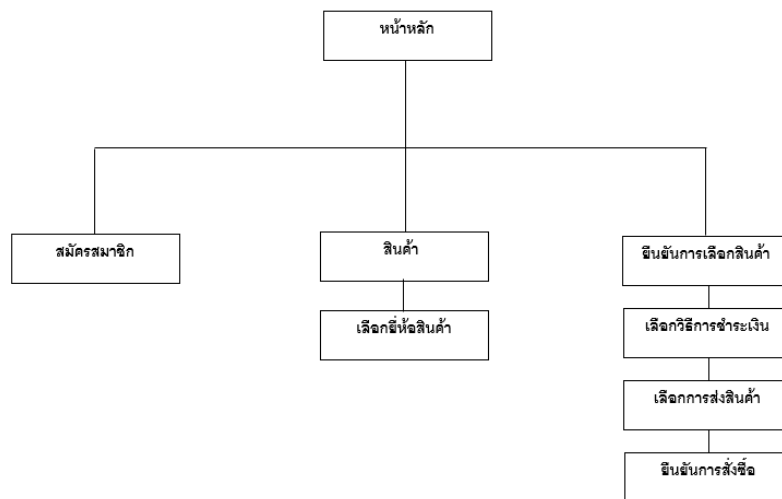 หน้าหลัก
สมัครสมาชิก
สินค้า
ยืนยันการเลือกสินค้า
เลือกยี่ห้อสินค้า
เลือกวิธีการชำระเงิน
เลือกการส่งสินค้า
ยืนยันการสั่งซื้อ